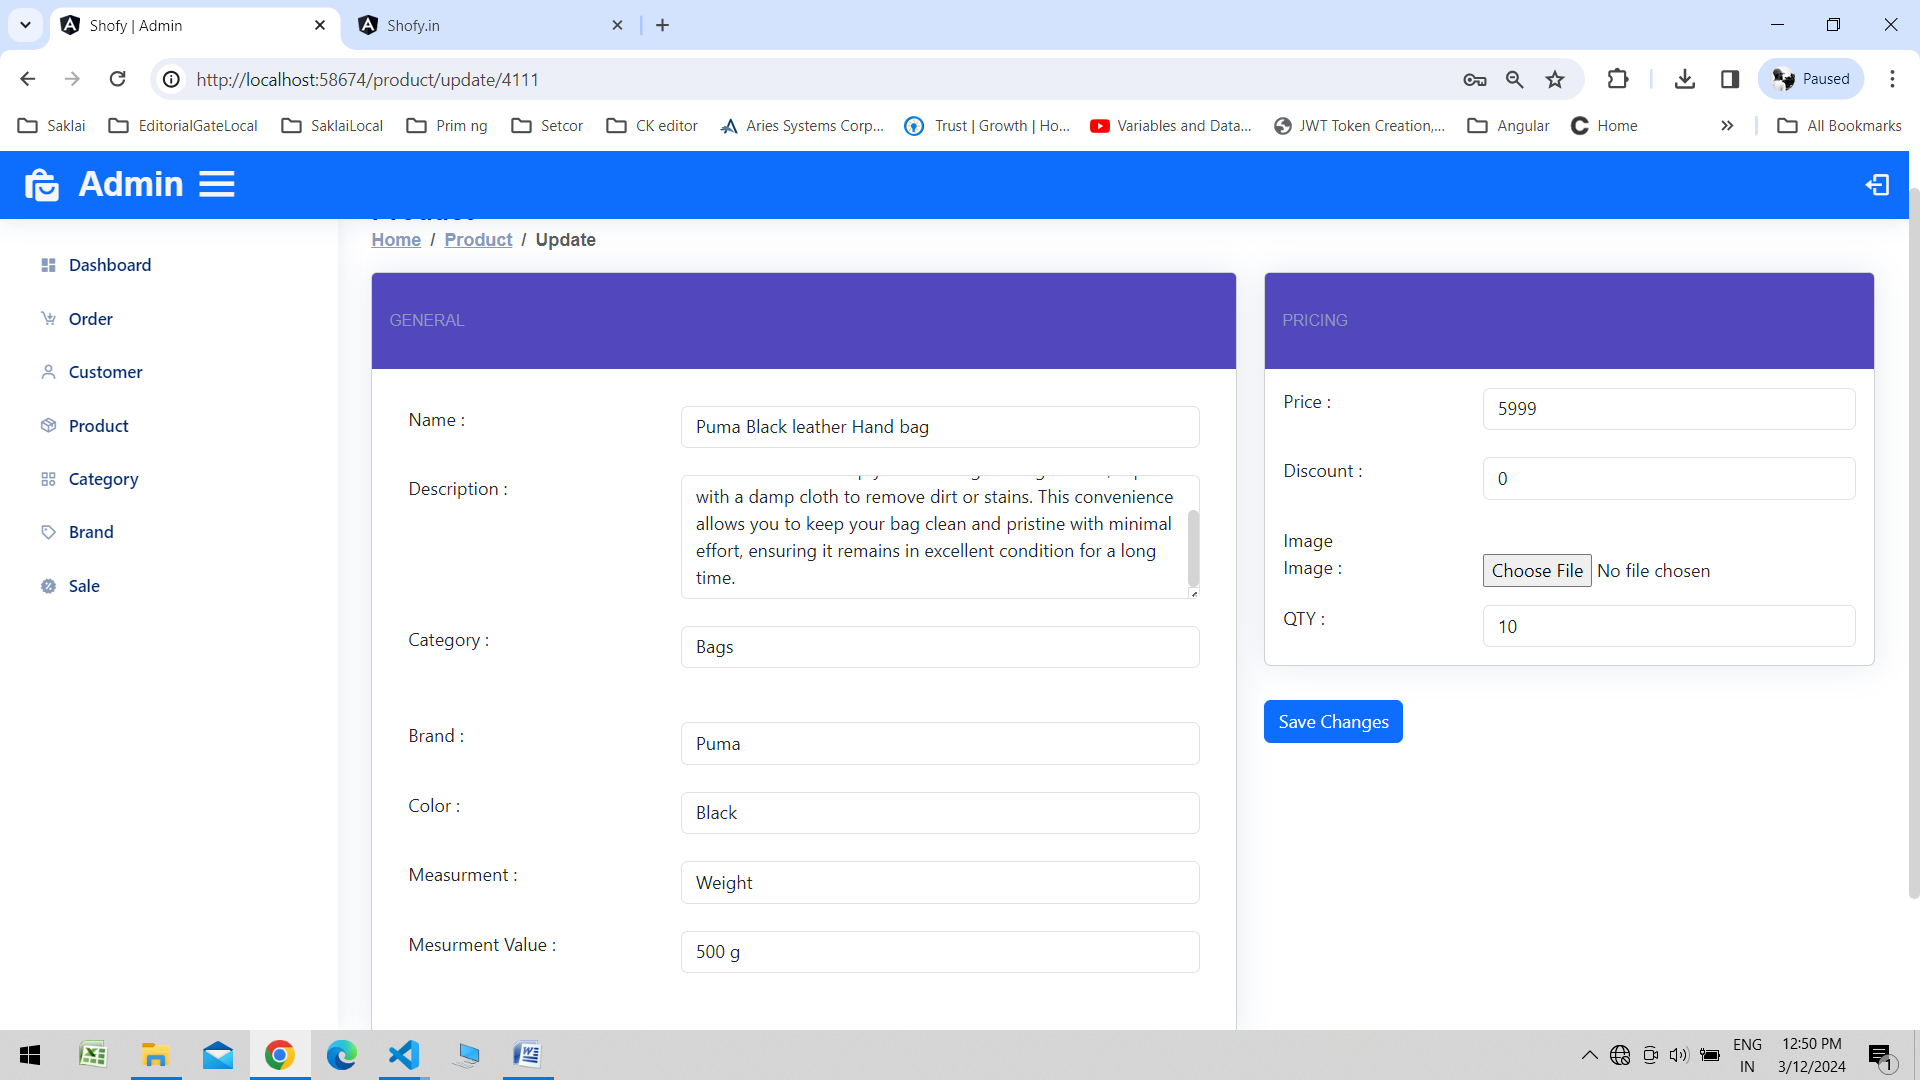 Shofy | Admin
Shofy.in
http://localhost:58674/product/update/4111
Paused
Saklai
EditorialGateLocal
SaklaiLocal
Prim ng
Setcor
CK editor
Aries Systems Corp...
Trust | Growth | Ho...
Variables and Data...
JWT Token Creation,...
Angular
Home
All Bookmarks
Admin
Home / Product / Update
Dashboard
Order
Customer
Product
Category
Brand
Sale
GENERAL
Name :
Puma Black leather Hand bag
Description :
with a damp cloth to remove dirt or stains. This convenience
allows you to keep your bag clean and pristine with minimal
effort, ensuring it remains in excellent condition for a long
time.
Category :
Bags
Brand :
Puma
Color :
Black
Measurment :
Weight
Mesurment Value :
500 g
PRICING
Price :
5999
Discount :
0
Image
Image :
Choose File No file chosen
QTY :
10
Save Changes
ENG
IN
12:50 PM
3/12/2024
1